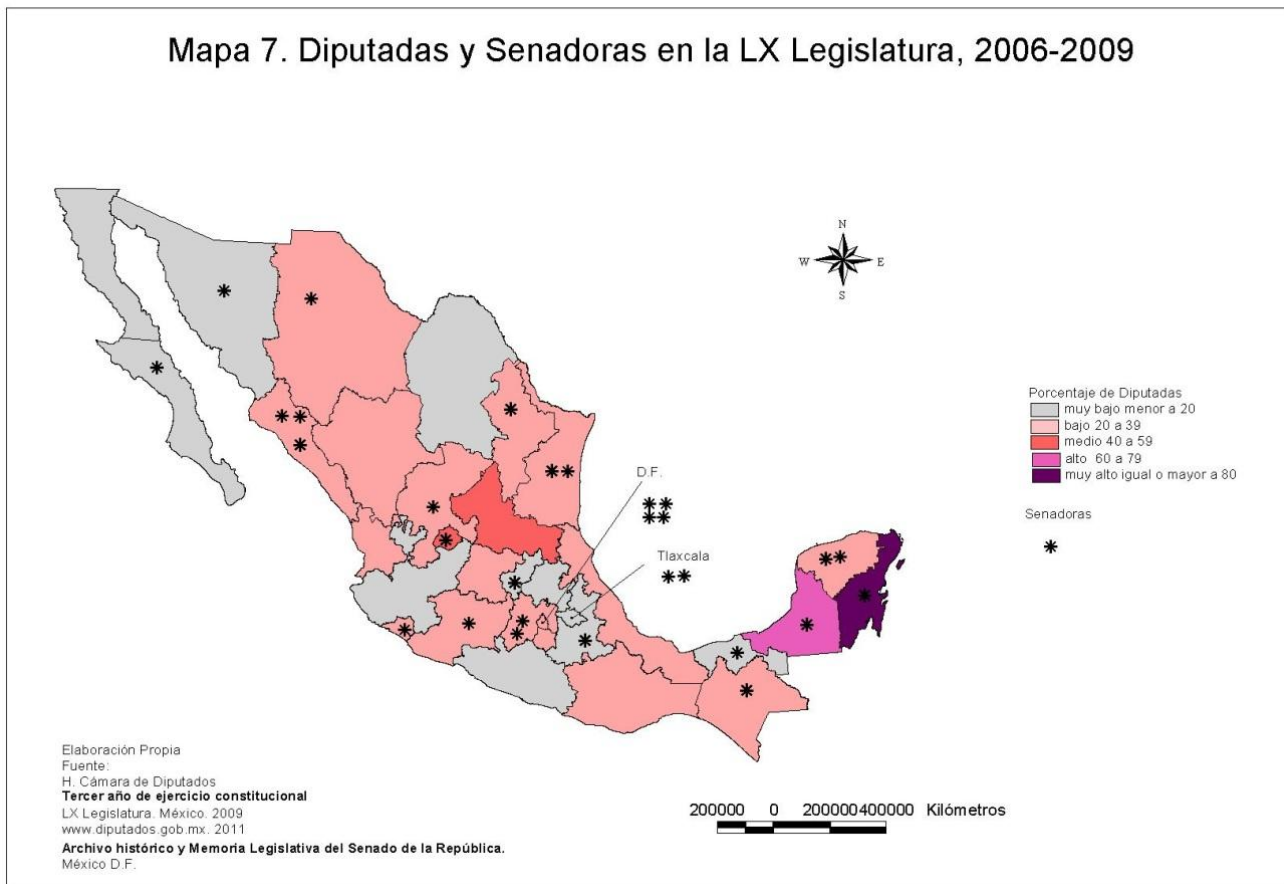 Mapa 7. Diputadas y Senadoras en la LX Legislatura, 2006-2009
N
W E
S
Porcentaje de Diputadas
muy bajo menor a 20
bajo 20 a 39
medio 40 a 59
alto 60 a 79
muy alto igual o mayor a 80
Senadoras
D.F.
Tlaxcala
Elaboración Propia
Fuente:
H. Cámara de Diputados
Tercer año de ejercicio constitucional
LX Legislatura. México. 2009
www.diputados.gob.mx. 2011
Archivo histórico y Memoria Legislativa del Senado de la República.
México D.F.
200000 0 200000400000 Kilómetros